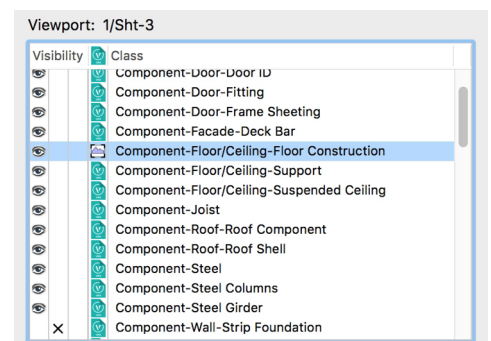 Viewport: 1/Sht-3
Visibility Class
Component-Door-Door ID
Component-Door-Fitting
Component-Door-Frame Sheeting
Component-Facade-Deck Bar
Component-Floor/Ceiling-Floor Construction
Component-Floor/Ceiling-Support
Component-Floor/Ceiling-Suspended Ceiling
Component-Joist
Component-Roof-Roof Component
Component-Roof-Roof Shell
Component-Steel
Component-Steel Columns
Component-Steel Girder
Component-Wall-Strip Foundation